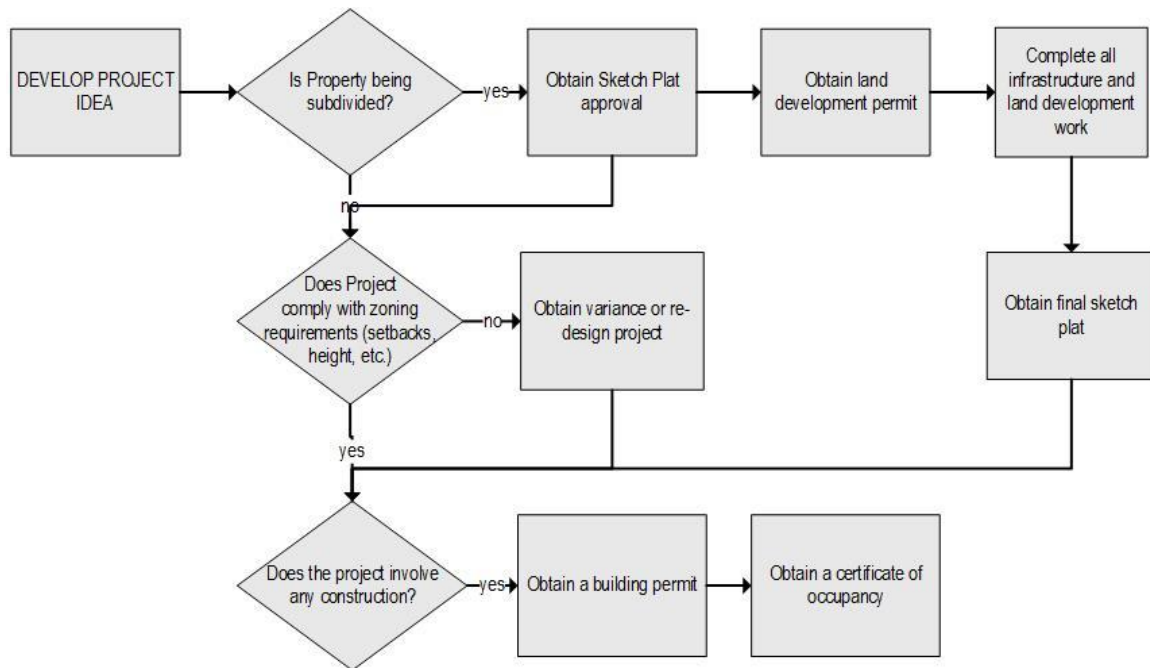 DEVELOP PROJECT
IDEA
Is Property being
subdivided?
yes
Obtain Sketch Plat
approval
Obtain land
development permit
Complete all
infrastructure and
land development
work
no
Does Project
comply with zoning
requirements (setbacks,
height, etc.)
no
Obtain variance or re-
design project
Obtain final sketch
plat
yes
Does the project involve
any construction?
yes
Obtain a building permit
Obtain a certificate of
occupancy